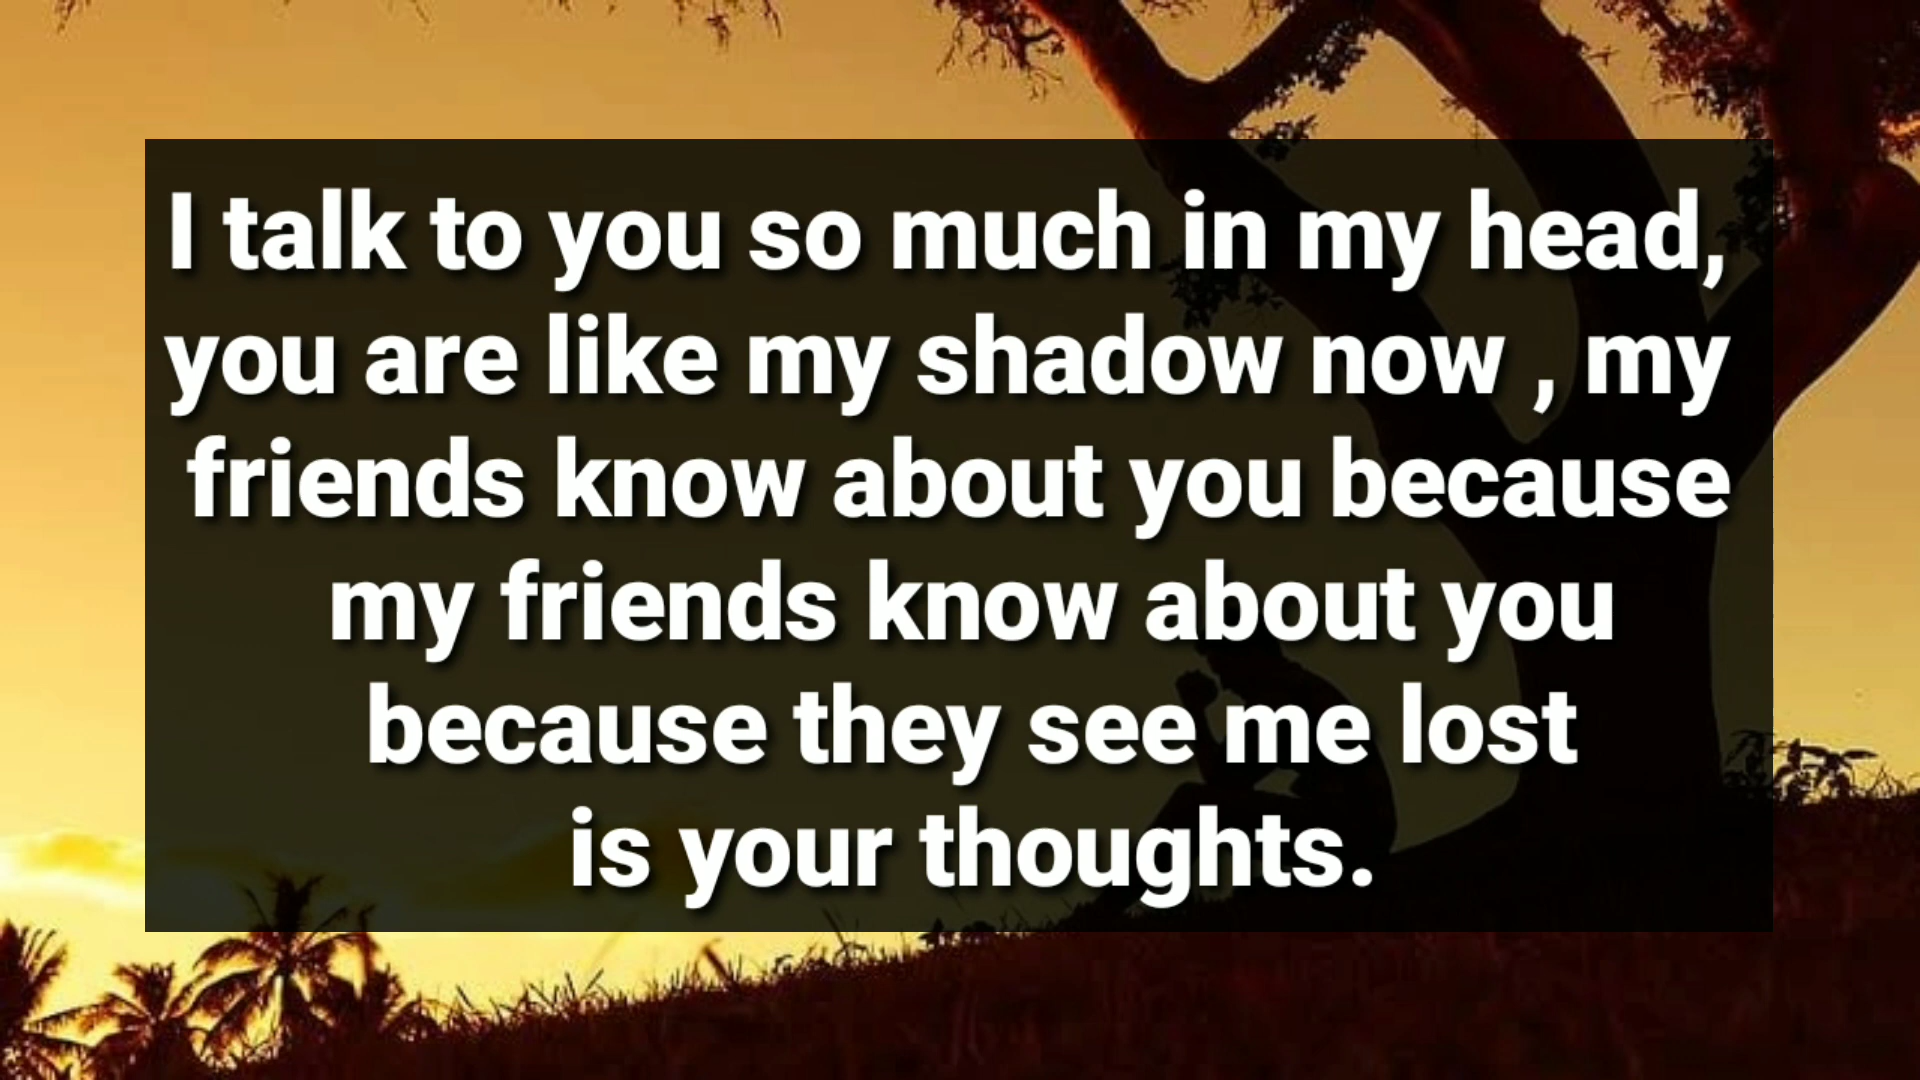 I talk to you so much in my head,
you are like my shadow now , my
friends know about you because
my friends know about you
because they see me lost
is your thoughts.